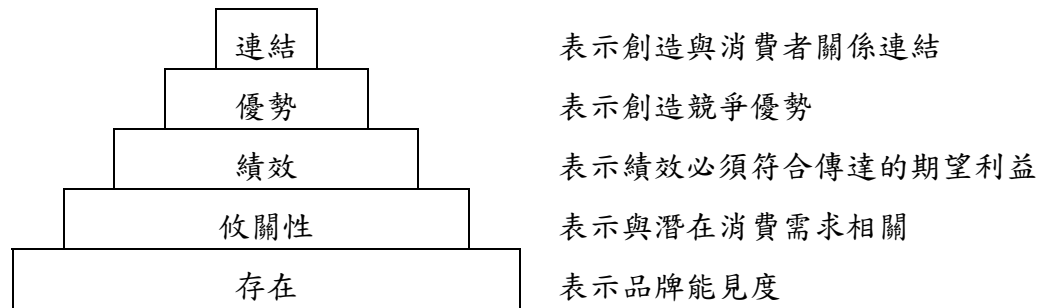 連結 表示創造與消費者關係連結
優勢 表示創造競爭優勢
績效 表示績效必須符合傳達的期望利益
攸關性 表示與潛在消費需求相關
存在 表示品牌能見度